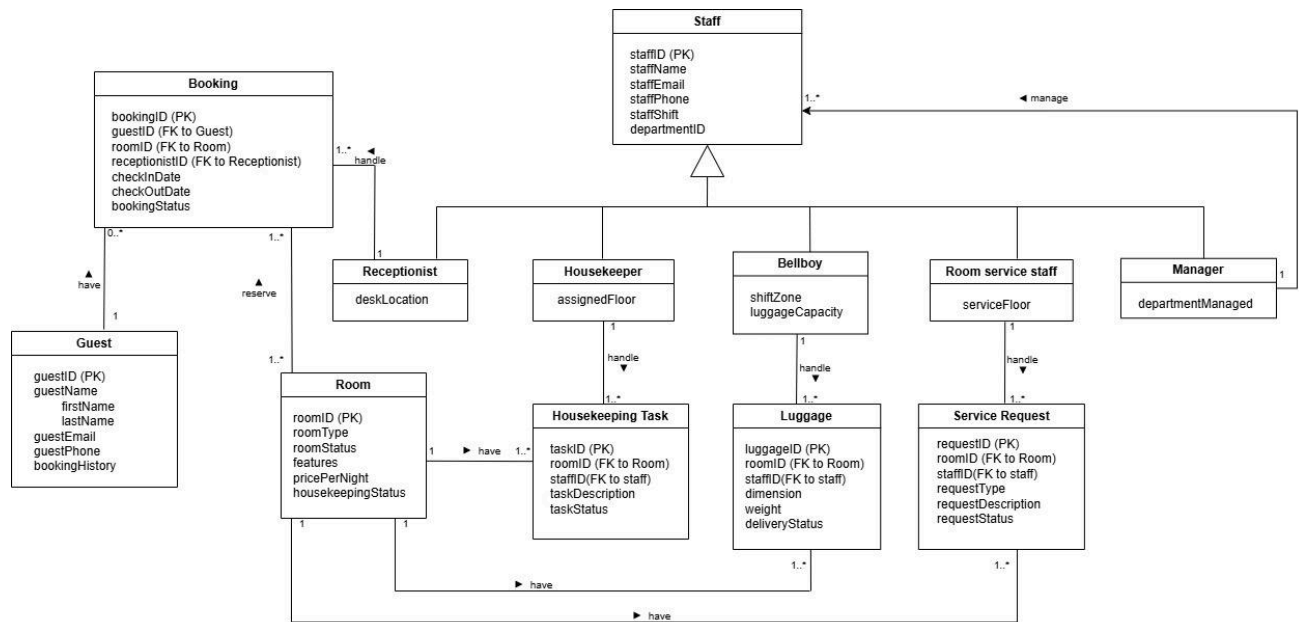 Staff
staffID (PK)
staffName
staffEmail
staffPhone
staffShift
departmentID
1..*
◄ manage
1
Booking
bookingID (PK)
guestID (FK to Guest)
roomID (FK to Room)
receptionistID (FK to Receptionist)
checkInDate
checkOutDate
bookingStatus
1..*
◄
handle
1
0..*
▲
have
1
1..*
▲
reserve
1..*
Receptionist
deskLocation
Housekeeper
assignedFloor
Bellboy
shiftZone
luggageCapacity
Room service staff
serviceFloor
Manager
departmentManaged
1
handle
▼
1..*
1
handle
▼
1..*
1
handle
▼
1..*
Guest
guestID (PK)
guestName
firstName
lastName
guestEmail
guestPhone
bookingHistory
Room
roomID (PK)
roomType
roomStatus
features
pricePerNight
housekeepingStatus
1
► have
1..*
Housekeeping Task
taskID (PK)
roomID (FK to Room)
staffID(FK to staff)
taskDescription
taskStatus
Luggage
luggageID (PK)
roomID (FK to Room)
staffID(FK to staff)
dimension
weight
deliveryStatus
Service Request
requestID (PK)
roomID (FK to Room)
staffID(FK to staff)
requestType
requestDescription
requestStatus
1
1
1..*
1..*
► have
► have